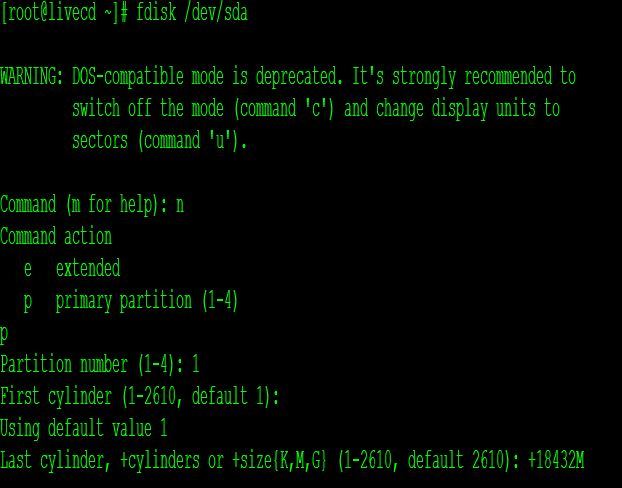 [root@livecd ~]# fdisk /dev/sda
WARNING: DOS-compatible mode is deprecated. It's strongly recommended to
switch off the mode (command 'c') and change display units to
sectors (command 'u').
Command (m for help): n
Command action
e   extended
p   primary partition (1-4)
p
Partition number (1-4): 1
First cylinder (1-2610, default 1):
Using default value 1
Last cylinder, +cylinders or +size{K,M,G} (1-2610, default 2610): +18432M